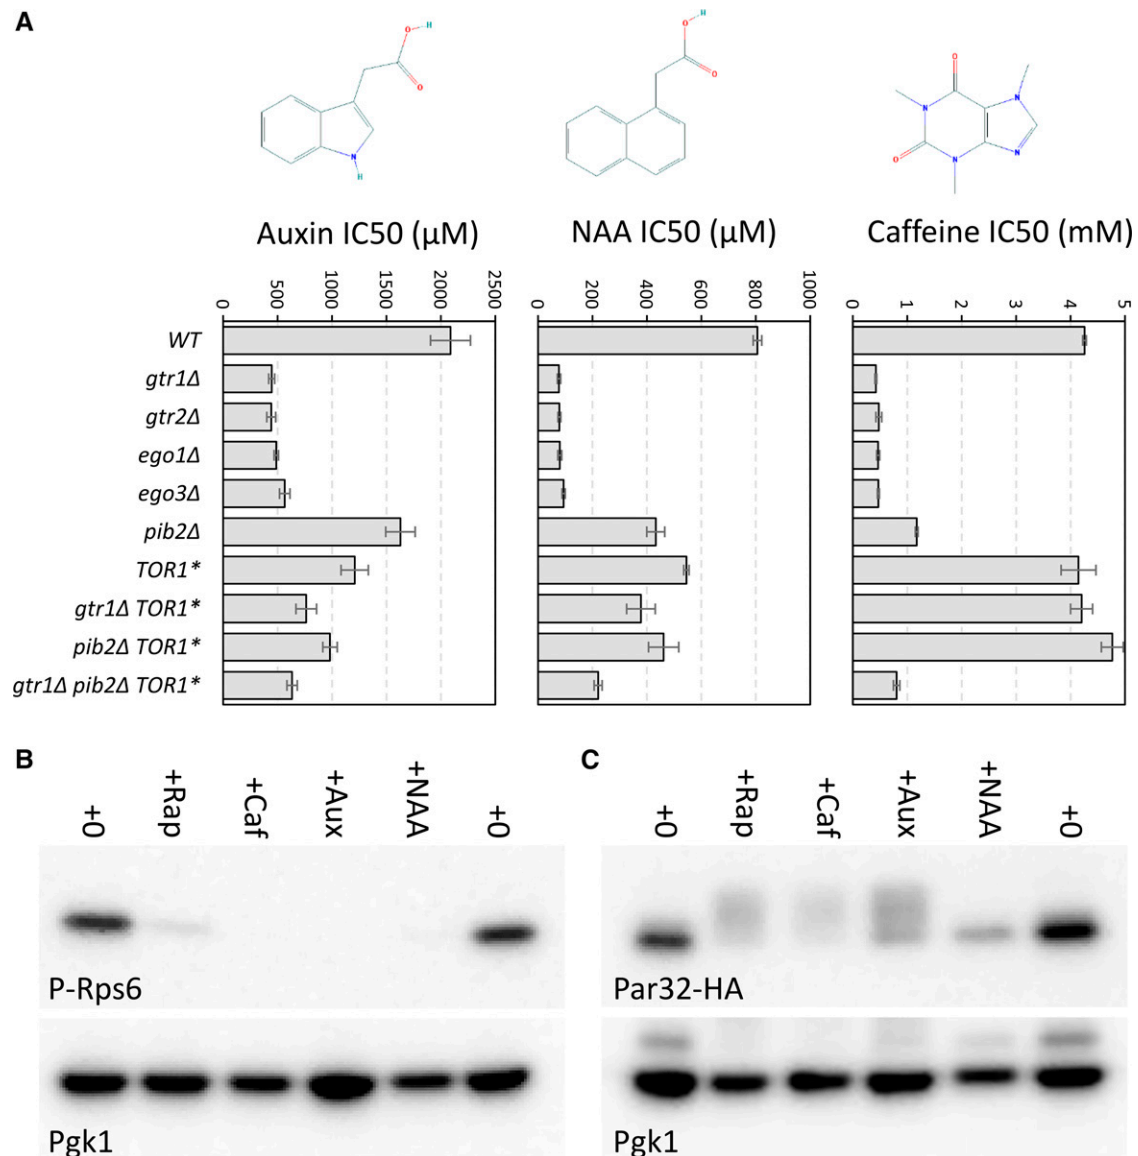 A
H
O
O
N
H
H
O
O
O
N
N
O
N
N
Auxin IC50 (µM)
NAA IC50 (µM)
Caffeine IC50 (mM)
0 500 1000 1500 2000 2500
0 200 400 600 800 1000
0 1 2 3 4 5
WT
gtr1Δ
gtr2Δ
ego1Δ
ego3Δ
pib2Δ
TOR1*
gtr1Δ TOR1*
pib2Δ TOR1*
gtr1Δ pib2Δ TOR1*
B
+0 +Rap +Caf +Aux +NAA +0
P-Rps6
Pgk1
C
+0 +Rap +Caf +Aux +NAA +0
Par32-HA
Pgk1